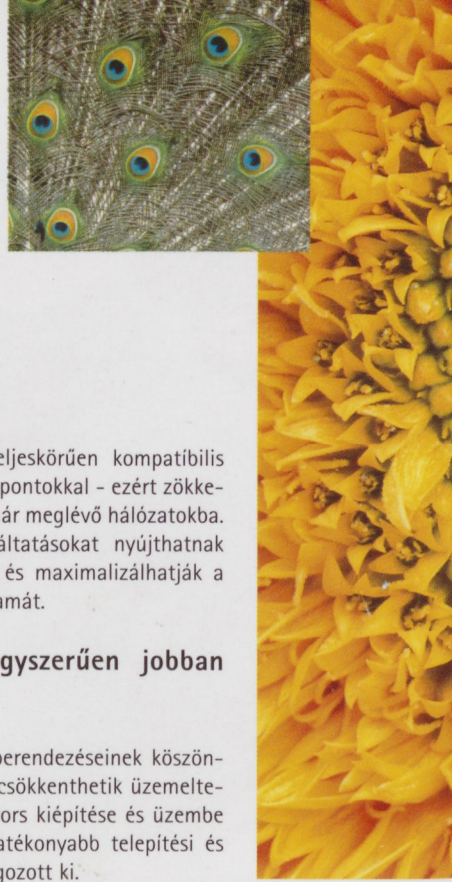 eljeskörűen kompatíbilis
pontokkal - ezért zökke-
ár meglévő hálózatokba.
áltatásokat nyújthatnak
és maximalizálhatják a
amát.
gyszerűen jobban
berendezéseinek köszön-
csökkenthetik üzemelte-
ors kiépítése és üzembe
atékonyabb telepítési és
gozott ki.